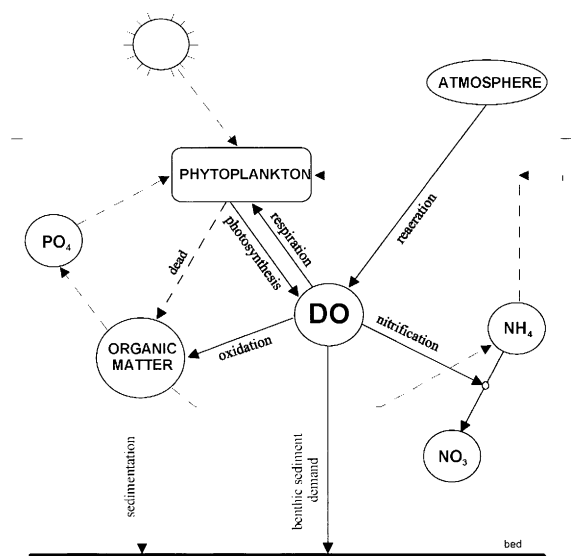 ATMOSPHERE
PHYTOPLANKTON
reaeration
respiration
photosynthesis
dead
PO4
DO
nitrification
NH4
ORGANIC
MATTER
oxidation
NO3
sedimentation
benthic sediment
demand
bed